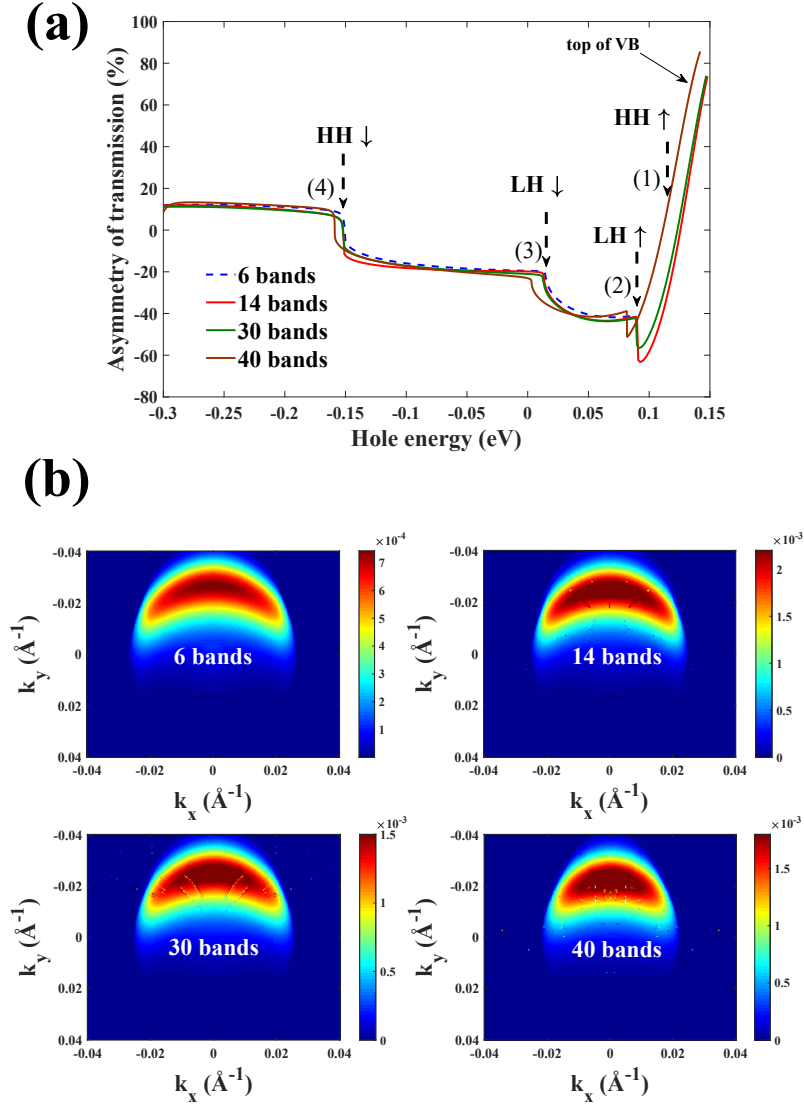 (a)
Asymmetry of transmission (%)
100
80
60
40
20
0
-20
-40
-60
-80
top of VB
HH ↑
HH ↓
(1)
(4)
LH ↓
LH ↑
(3)
(2)
6 bands
14 bands
30 bands
40 bands
-0.3 -0.25 -0.2 -0.15 -0.1 -0.05 0 0.05 0.1 0.15
Hole energy (eV)
(b)
×10⁻⁴
-0.04
-0.02
0
0.02
0.04
k_y (Å⁻¹)
6 bands
-0.04 -0.02 0 0.02 0.04
k_x (Å⁻¹)
7
6
5
4
3
2
1
×10⁻³
-0.04
-0.02
0
0.02
0.04
k_y (Å⁻¹)
14 bands
-0.04 -0.02 0 0.02 0.04
k_x (Å⁻¹)
2
1.5
1
0.5
0
×10⁻³
-0.04
-0.02
0
0.02
0.04
k_y (Å⁻¹)
30 bands
-0.04 -0.02 0 0.02 0.04
k_x (Å⁻¹)
1.5
1
0.5
0
×10⁻³
-0.04
-0.02
0
0.02
0.04
k_y (Å⁻¹)
40 bands
-0.04 -0.02 0 0.02 0.04
k_x (Å⁻¹)
1.5
1
0.5
0